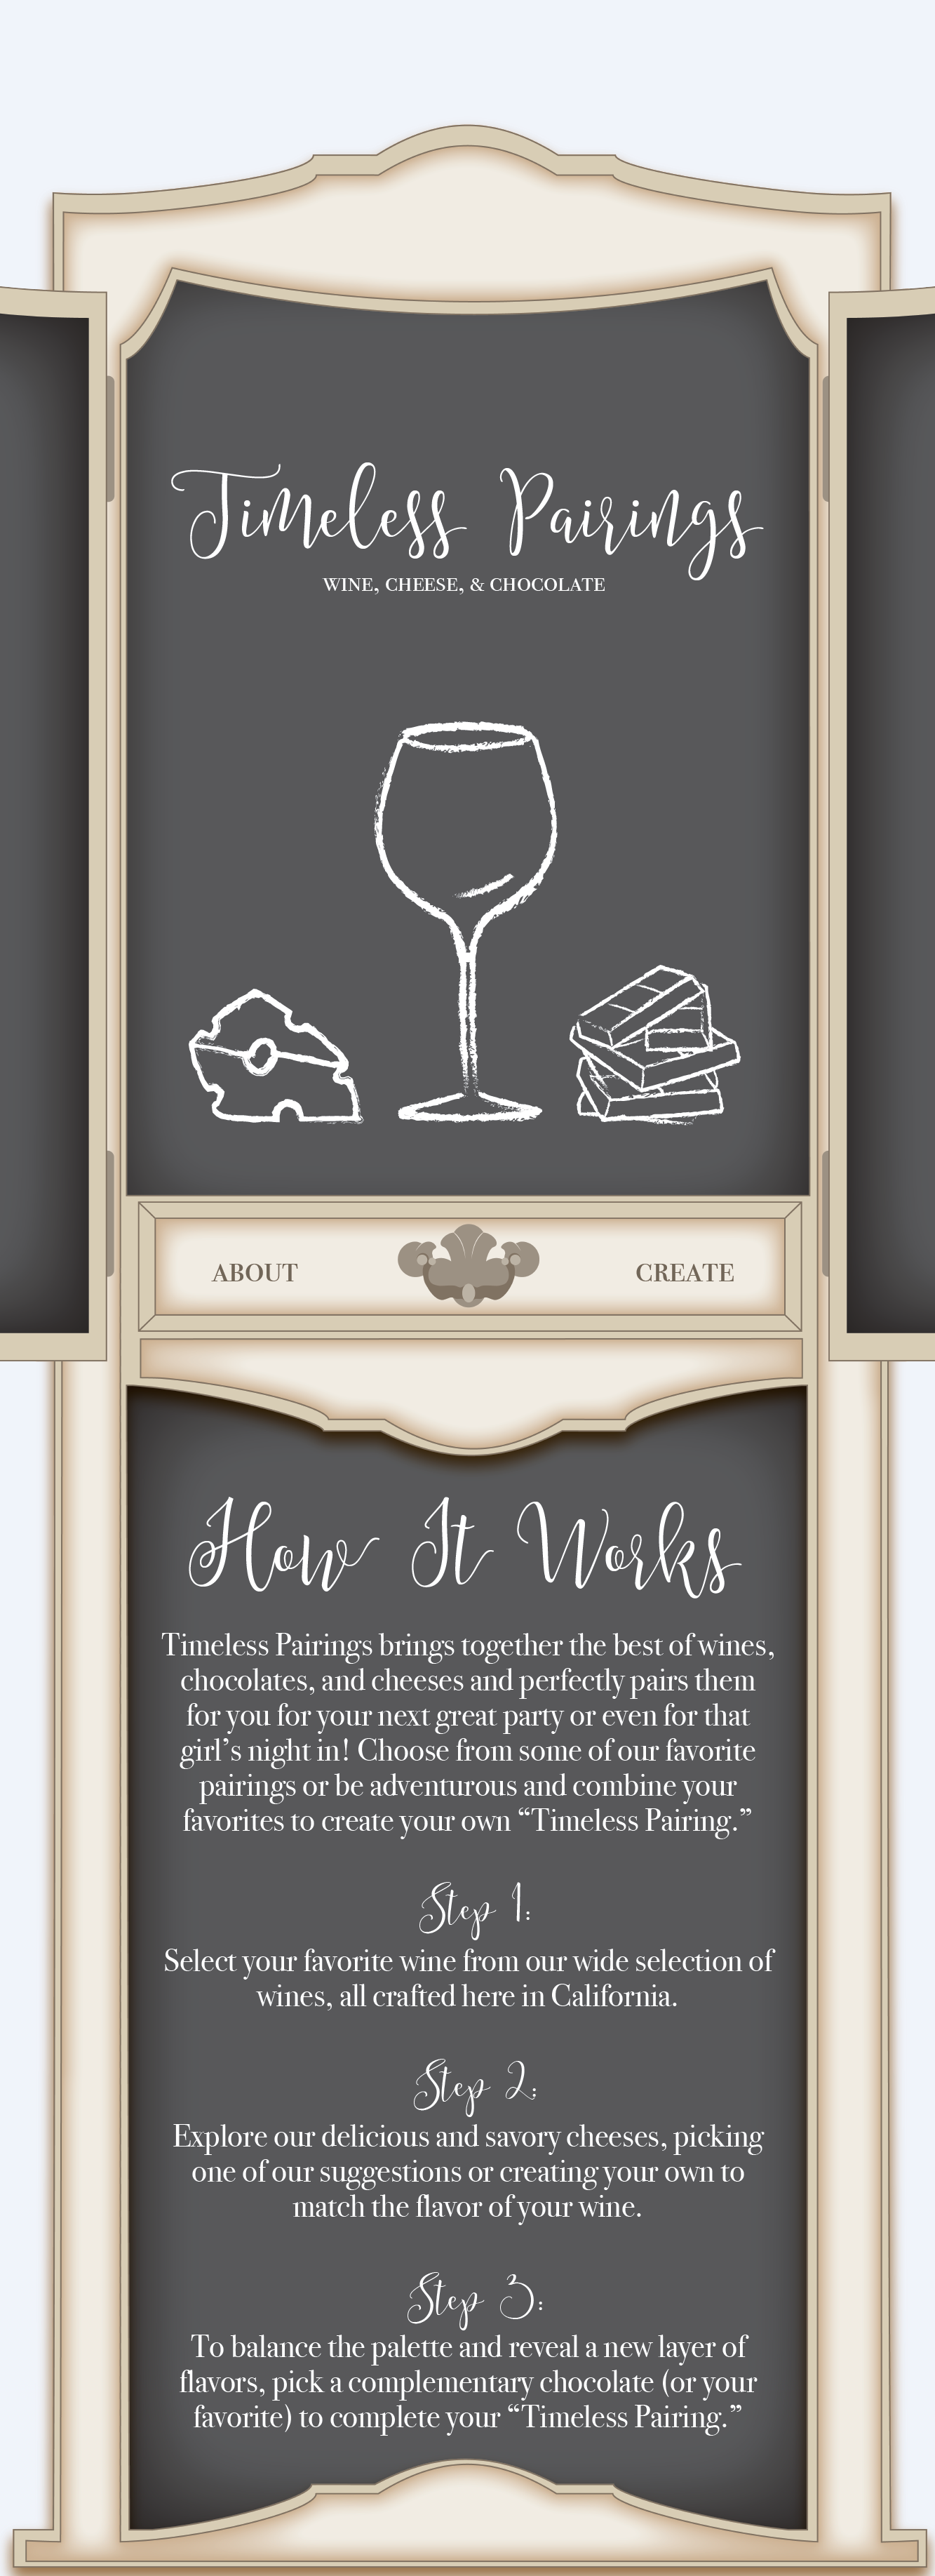 Timeless Pairings
WINE, CHEESE, & CHOCOLATE
ABOUT
CREATE
How It Works
Timeless Pairings brings together the best of wines,
chocolates, and cheeses and perfectly pairs them
for you for your next great party or even for that
girl’s night in! Choose from some of our favorite
pairings or be adventurous and combine your
favorites to create your own “Timeless Pairing.”
Step 1:
Select your favorite wine from our wide selection of
wines, all crafted here in California.
Step 2:
Explore our delicious and savory cheeses, picking
one of our suggestions or creating your own to
match the flavor of your wine.
Step 3:
To balance the palette and reveal a new layer of
flavors, pick a complementary chocolate (or your
favorite) to complete your “Timeless Pairing.”